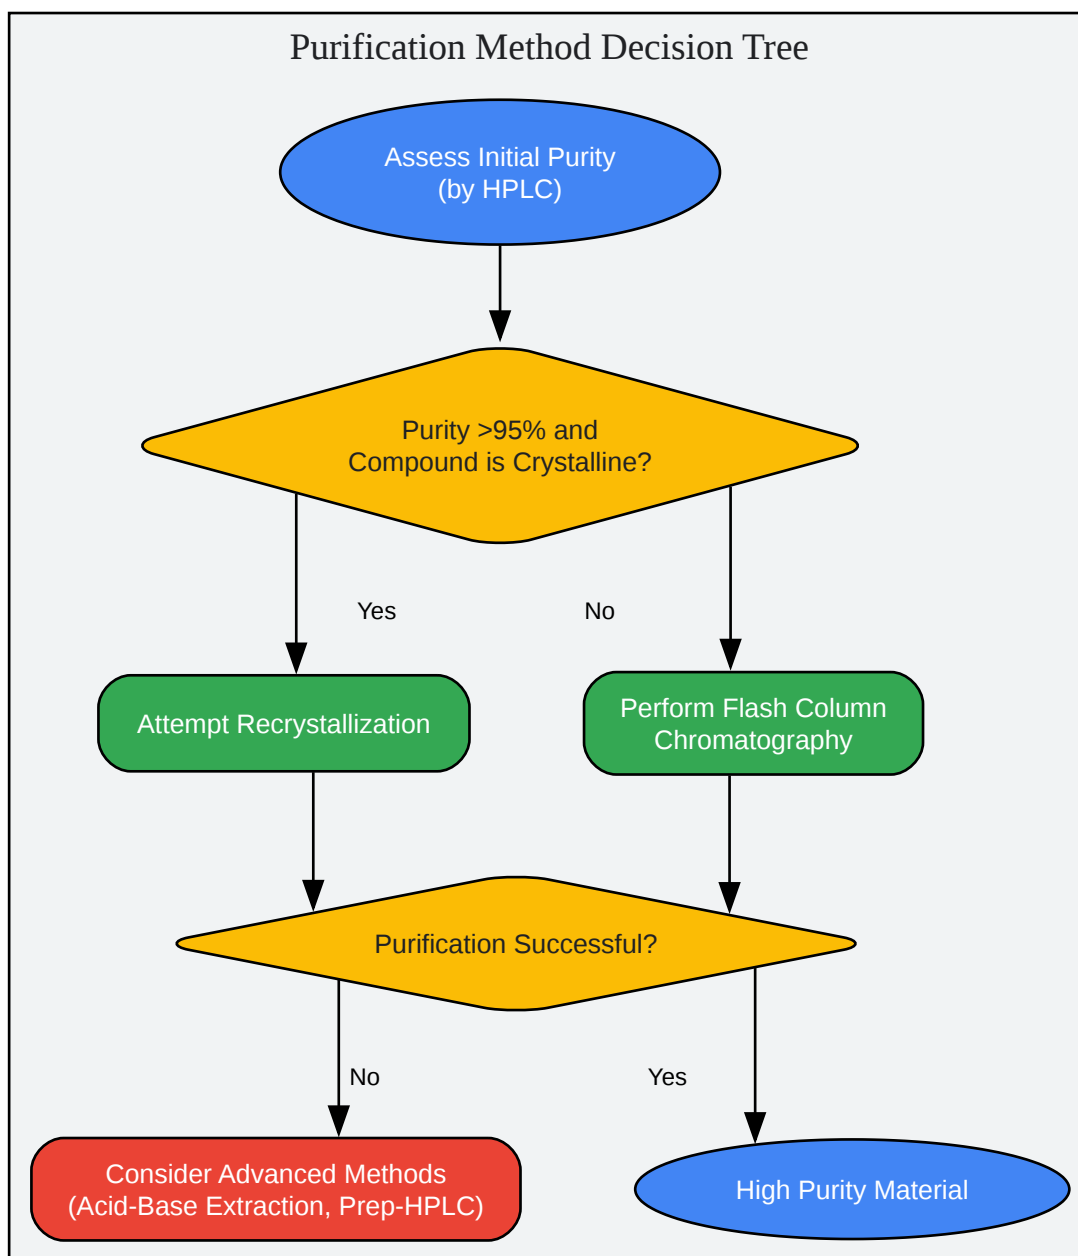 Purification Method Decision Tree
Assess Initial Purity
(by HPLC)
Purity >95% and
Compound is Crystalline?
Yes
No
Attempt Recrystallization
Perform Flash Column
Chromatography
Purification Successful?
No
Yes
Consider Advanced Methods
(Acid-Base Extraction, Prep-HPLC)
High Purity Material